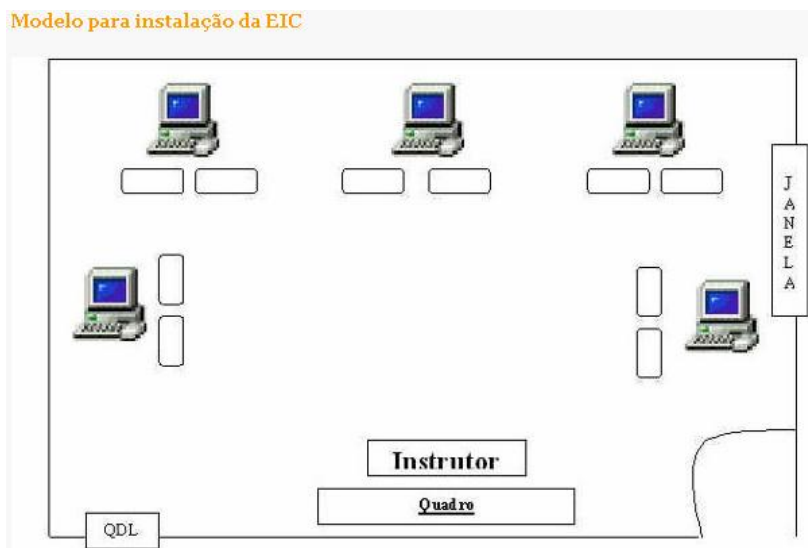 Modelo para instalação da EIC
J
A
N
E
L
A
Instrutor
Quadro
QDL